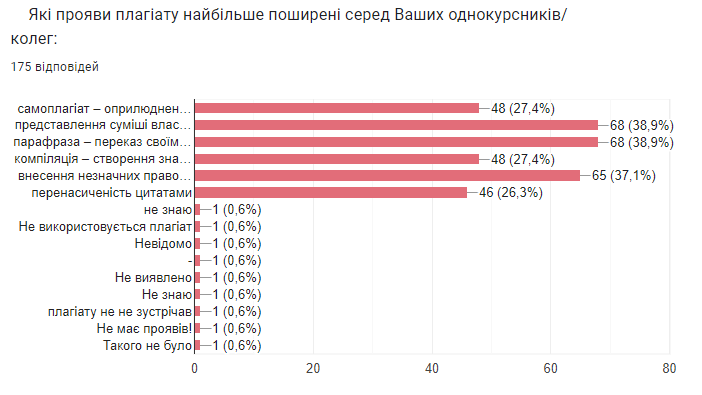 Які прояви плагіату найбільше поширені серед Ваших однокурсників/
колег:
175 відповідей
самоплагіат – оприлюднен… 48 (27,4%)
представлення суміші влас… 68 (38,9%)
парафраза – переказ своїм… 68 (38,9%)
компіляція – створення зна… 48 (27,4%)
внесення незначних право… 65 (37,1%)
перенасиченість цитатами 46 (26,3%)
не знаю 1 (0,6%)
Не використовується плагіат 1 (0,6%)
Невідомо 1 (0,6%)
- 1 (0,6%)
Не виявлено 1 (0,6%)
Не знаю 1 (0,6%)
плагіату не не зустрічав 1 (0,6%)
Не має проявів! 1 (0,6%)
Такого не було 1 (0,6%)
0 20 40 60 80